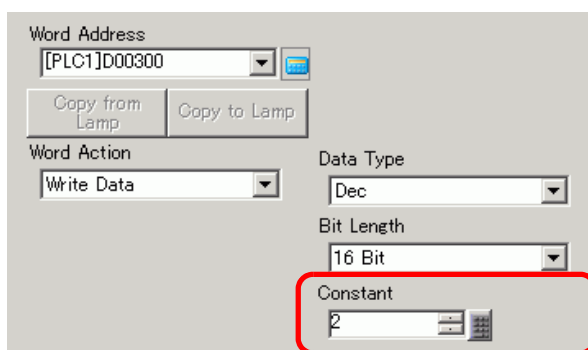 Word Address
[PLC1]D00300
Copy from
Lamp
Copy to Lamp
Word Action
Write Data
Data Type
Dec
Bit Length
16 Bit
Constant
2